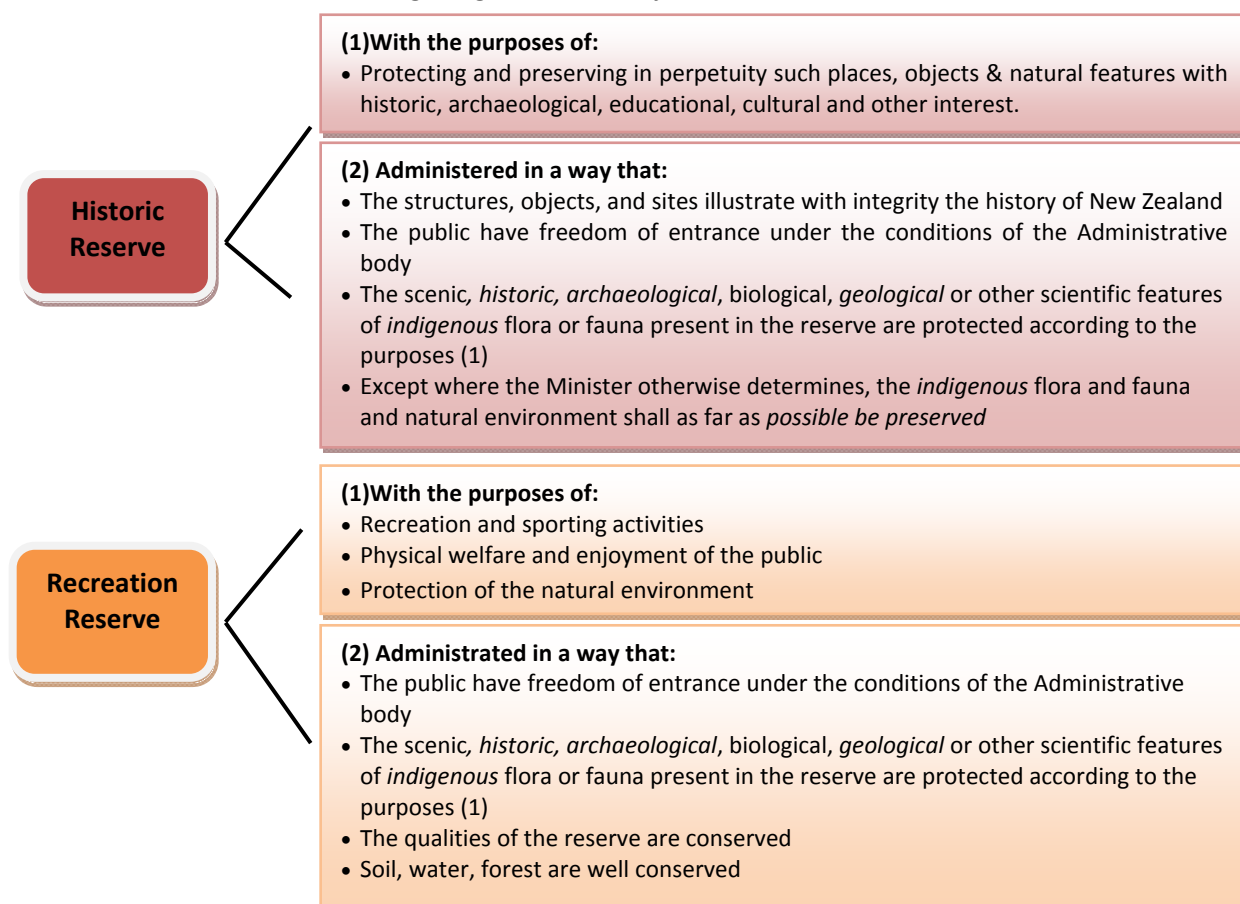 (1)With the purposes of:
• Protecting and preserving in perpetuity such places, objects & natural features with
historic, archaeological, educational, cultural and other interest.
Historic
Reserve
(2) Administered in a way that:
• The structures, objects, and sites illustrate with integrity the history of New Zealand
• The public have freedom of entrance under the conditions of the Administrative
body
• The scenic, historic, archaeological, biological, geological or other scientific features
of indigenous flora or fauna present in the reserve are protected according to the
purposes (1)
• Except where the Minister otherwise determines, the indigenous flora and fauna
and natural environment shall as far as possible be preserved
(1)With the purposes of:
• Recreation and sporting activities
• Physical welfare and enjoyment of the public
• Protection of the natural environment
Recreation
Reserve
(2) Administrated in a way that:
• The public have freedom of entrance under the conditions of the Administrative
body
• The scenic, historic, archaeological, biological, geological or other scientific features
of indigenous flora or fauna present in the reserve are protected according to the
purposes (1)
• The qualities of the reserve are conserved
• Soil, water, forest are well conserved